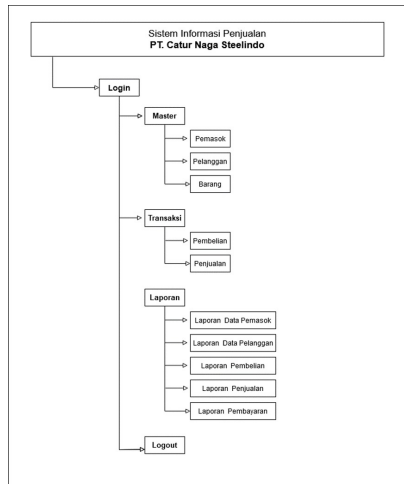 Sistem Informasi Penjualan
PT. Catur Naga Steelindo
Login
Master
Pemasok
Pelanggan
Barang
Transaksi
Pembelian
Penjualan
Laporan
Laporan Data Pemasok
Laporan Data Pelanggan
Laporan Pembelian
Laporan Penjualan
Laporan Pembayaran
Logout